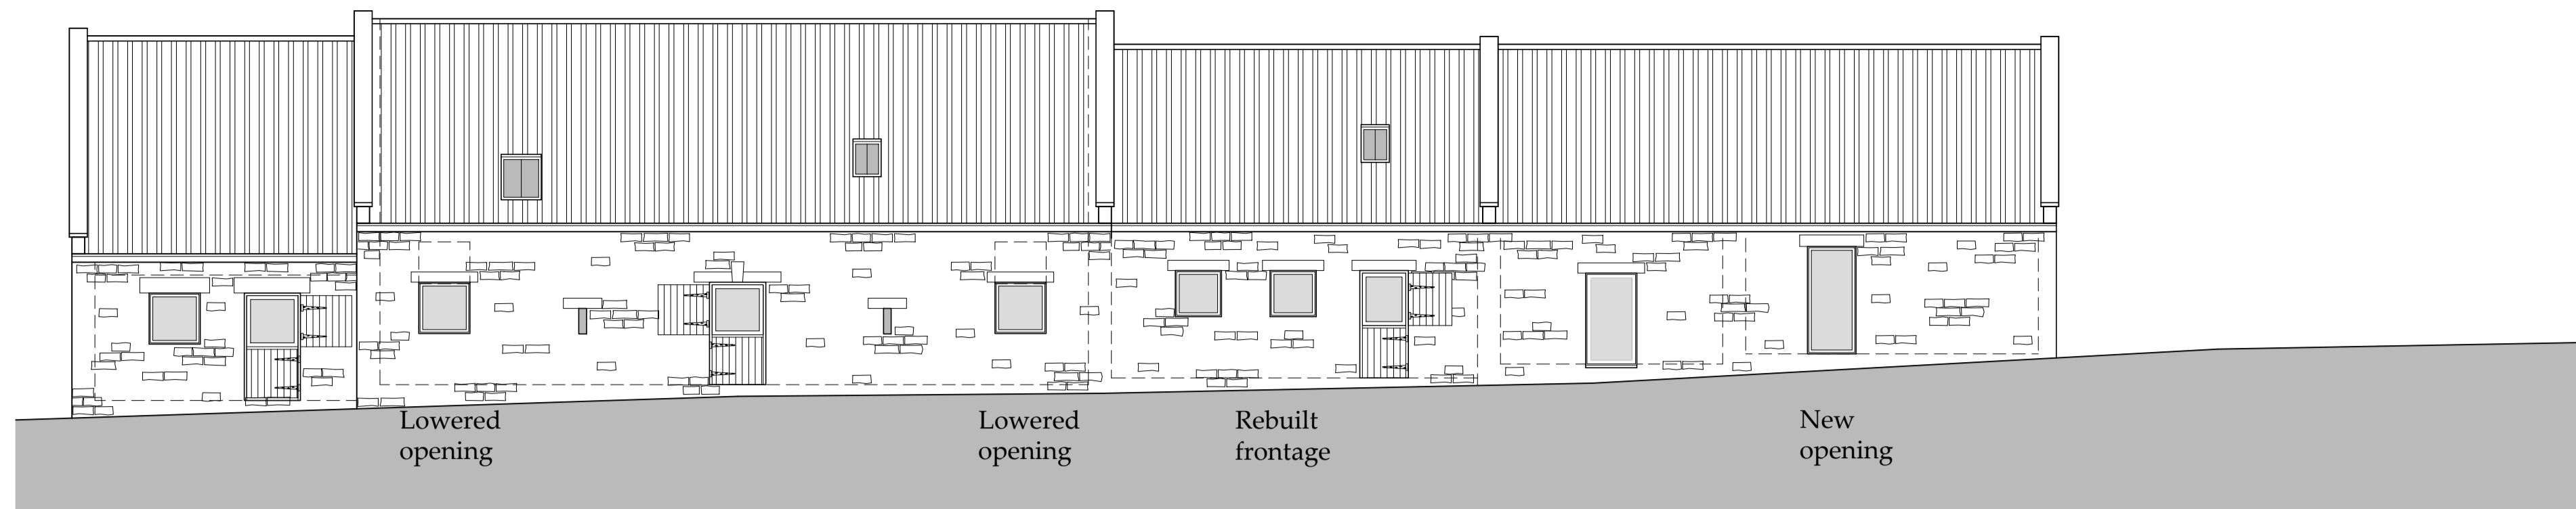 Lowered
opening
Lowered
opening
Rebuilt
frontage
New
opening